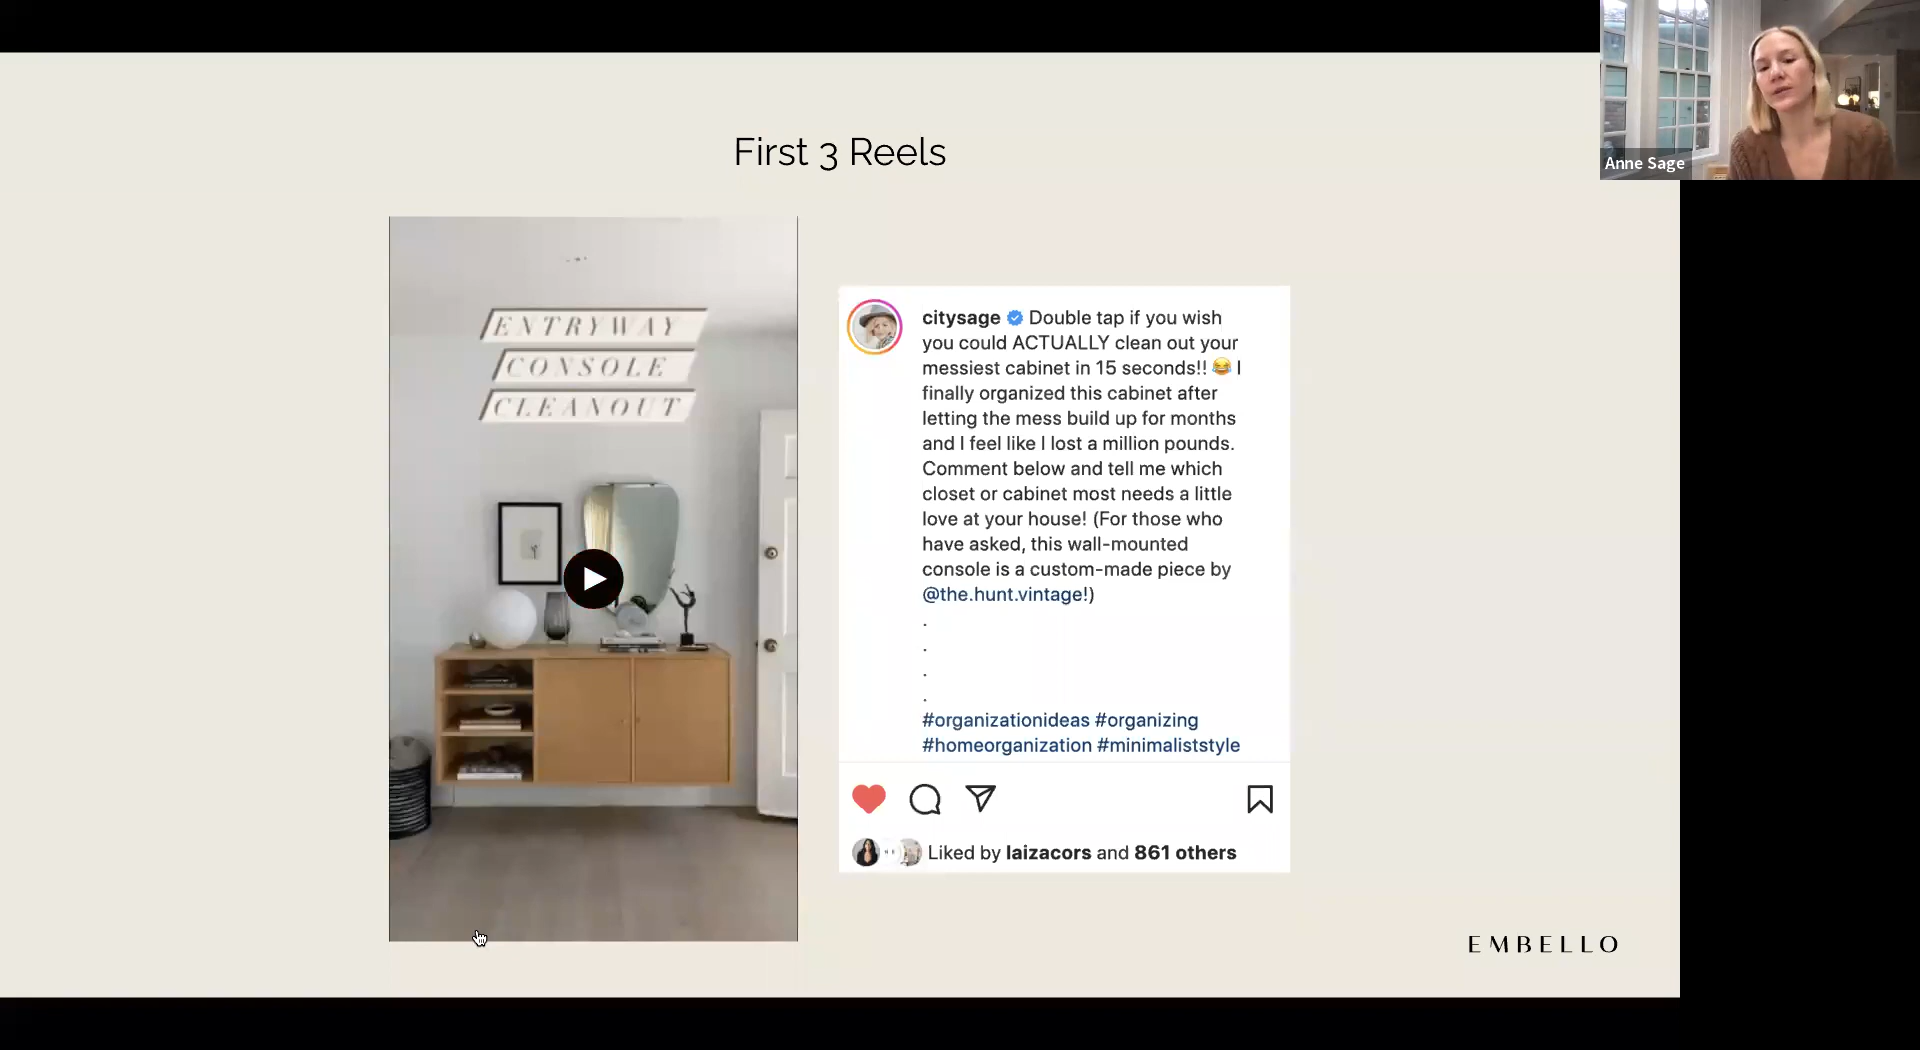 First 3 Reels
Anne Sage
ENTRYWAY
CONSOLE
CLEANOUT
citysage Double tap if you wish
you could ACTUALLY clean out your
messiest cabinet in 15 seconds!! 😂 I
finally organized this cabinet after
letting the mess build up for months
and I feel like I lost a million pounds.
Comment below and tell me which
closet or cabinet most needs a little
love at your house! (For those who
have asked, this wall-mounted
console is a custom-made piece by
@the.hunt.vintage!)
.
.
.
.
#organizationideas #organizing
#homeorganization #minimaliststyle
Liked by laizacors and 861 others
EMBELLO